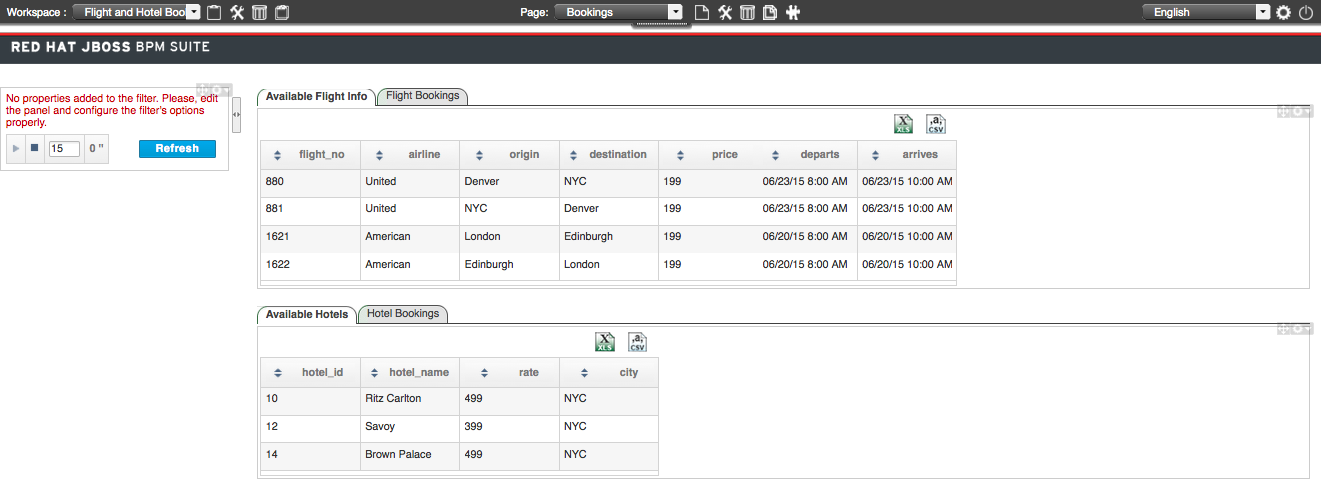 Workspace : Flight and Hotel Boo Page: Bookings English
RED HAT JBOSS BPM SUITE
No properties added to the filter. Please, edit
the panel and configure the filter's options
properly.
15 0 " Refresh
Available Flight Info Flight Bookings
XLS CSV
flight_no airline origin destination price departs arrives
880 United Denver NYC 199 06/23/15 8:00 AM 06/23/15 10:00 AM
881 United NYC Denver 199 06/23/15 8:00 AM 06/23/15 10:00 AM
1621 American London Edinburgh 199 06/20/15 8:00 AM 06/20/15 10:00 AM
1622 American Edinburgh London 199 06/20/15 8:00 AM 06/20/15 10:00 AM
Available Hotels Hotel Bookings
XLS CSV
hotel_id hotel_name rate city
10 Ritz Carlton 499 NYC
12 Savoy 399 NYC
14 Brown Palace 499 NYC